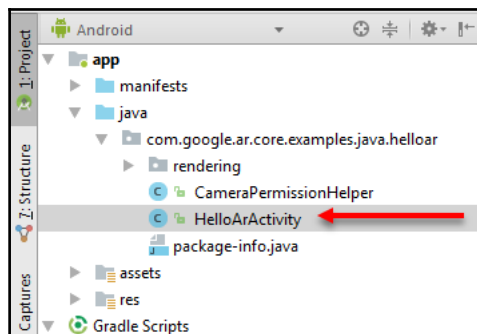 Android
1: Project
app
manifests
java
com.google.ar.core.examples.java.helloar
rendering
C CameraPermissionHelper
C HelloArActivity
package-info.java
assets
res
Gradle Scripts
7: Structure
Captures